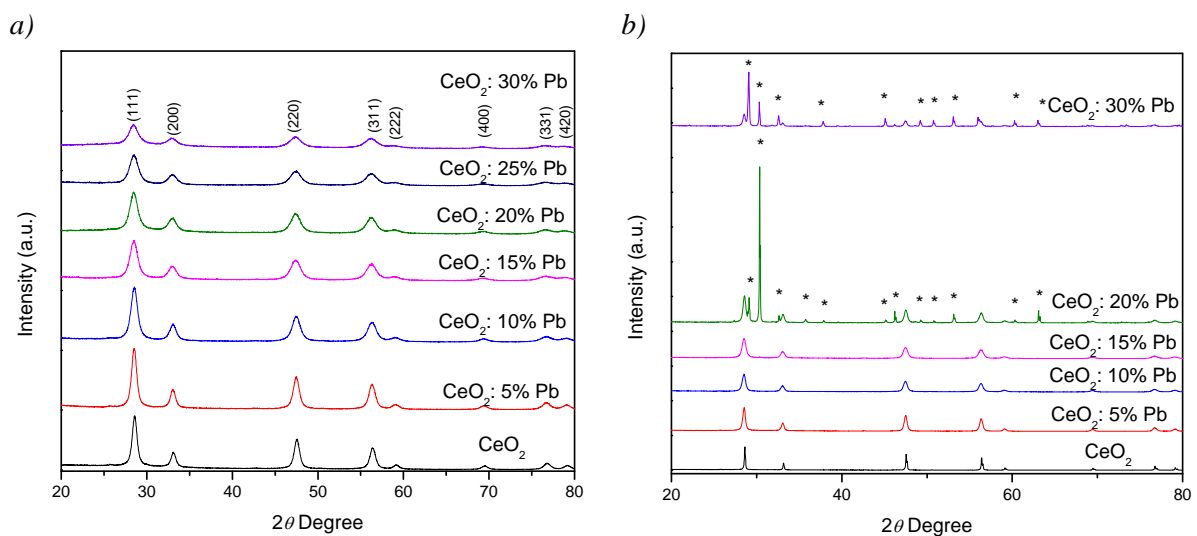 a)
CeO2: 30% Pb
(111)
(200)
(220)
(311)
(222)
(400)
(331)
(420)
CeO2: 25% Pb
CeO2: 20% Pb
CeO2: 15% Pb
CeO2: 10% Pb
CeO2: 5% Pb
CeO2
Intensity (a.u.)
20 30 40 50 60 70 80
2θ Degree
b)
* * * * * * * * * *
CeO2: 30% Pb
*
* * * * * * * * * * *
CeO2: 20% Pb
CeO2: 15% Pb
CeO2: 10% Pb
CeO2: 5% Pb
CeO2
Intensity (a.u.)
20 40 60 80
2θ Degree